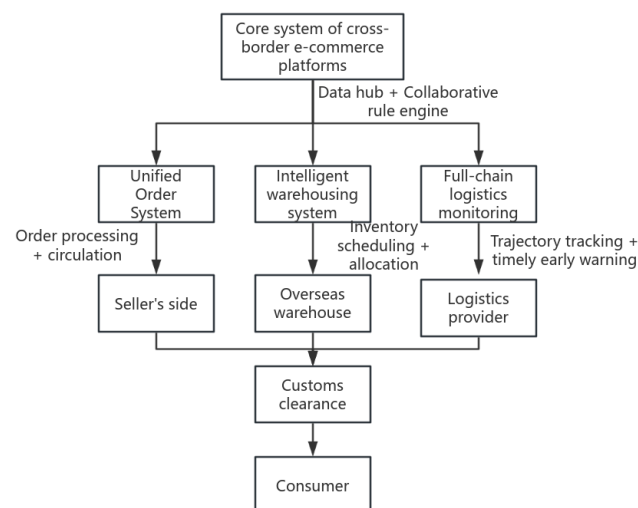 Core system of cross-
border e-commerce
platforms
Data hub + Collaborative
rule engine
Unified
Order
System
Intelligent
warehousing
system
Full-chain
logistics
monitoring
Order processing
+ circulation
Inventory
scheduling +
allocation
Trajectory tracking +
timely early warning
Seller's side
Overseas
warehouse
Logistics
provider
Customs
clearance
Consumer